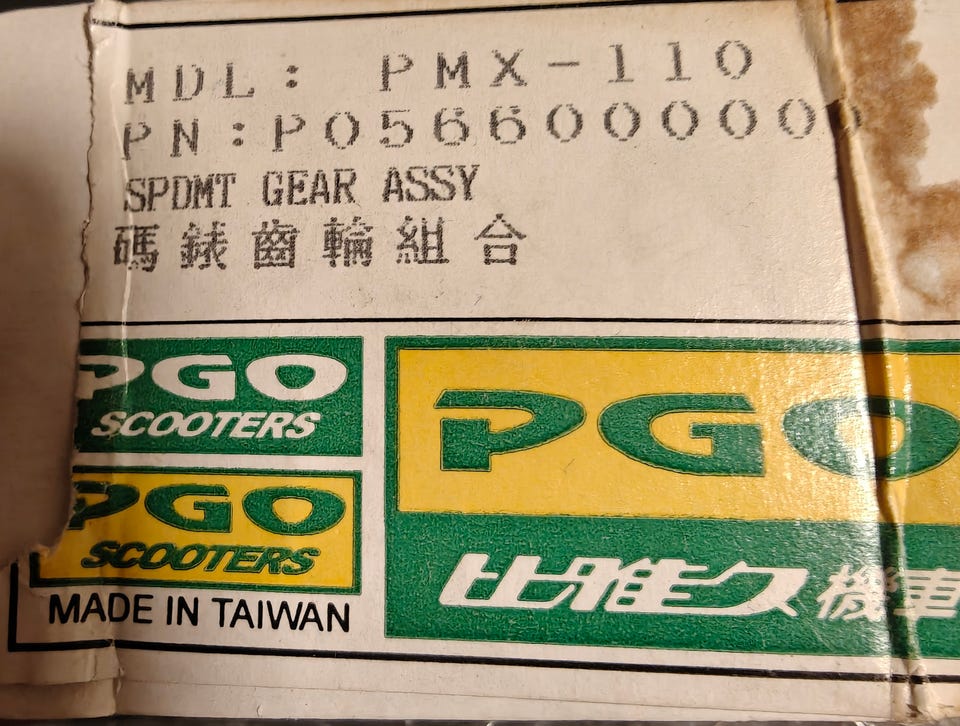 MDL: PMX-110
PN:P0566000000
SPDMT GEAR ASSY
碼錶齒輪組合
PGO
SCOOTERS
PGO
SCOOTERS
MADE IN TAIWAN
PGO
比雅久機車